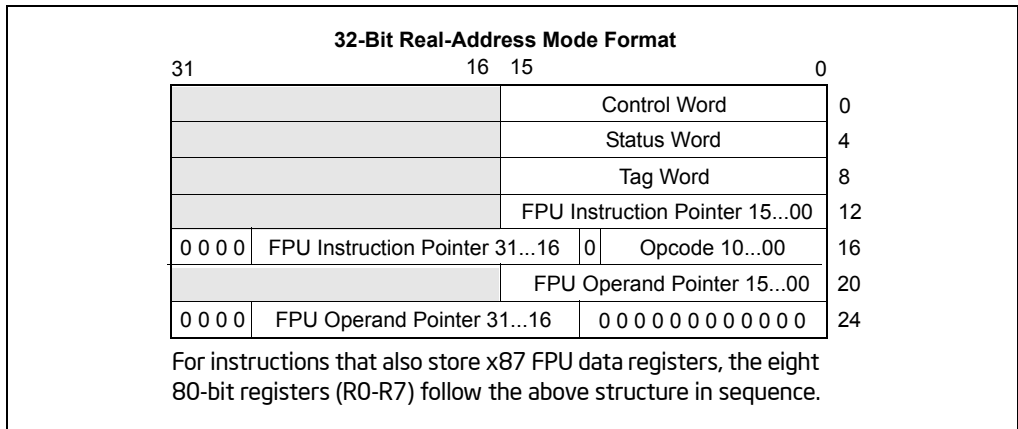 32-Bit Real-Address Mode Format
31 16 15 0
Control Word 0
Status Word 4
Tag Word 8
FPU Instruction Pointer 15...00 12
0 0 0 0 FPU Instruction Pointer 31...16 0 Opcode 10...00 16
FPU Operand Pointer 15...00 20
0 0 0 0 FPU Operand Pointer 31...16 0 0 0 0 0 0 0 0 0 0 0 0 24
For instructions that also store x87 FPU data registers, the eight
80-bit registers (R0-R7) follow the above structure in sequence.